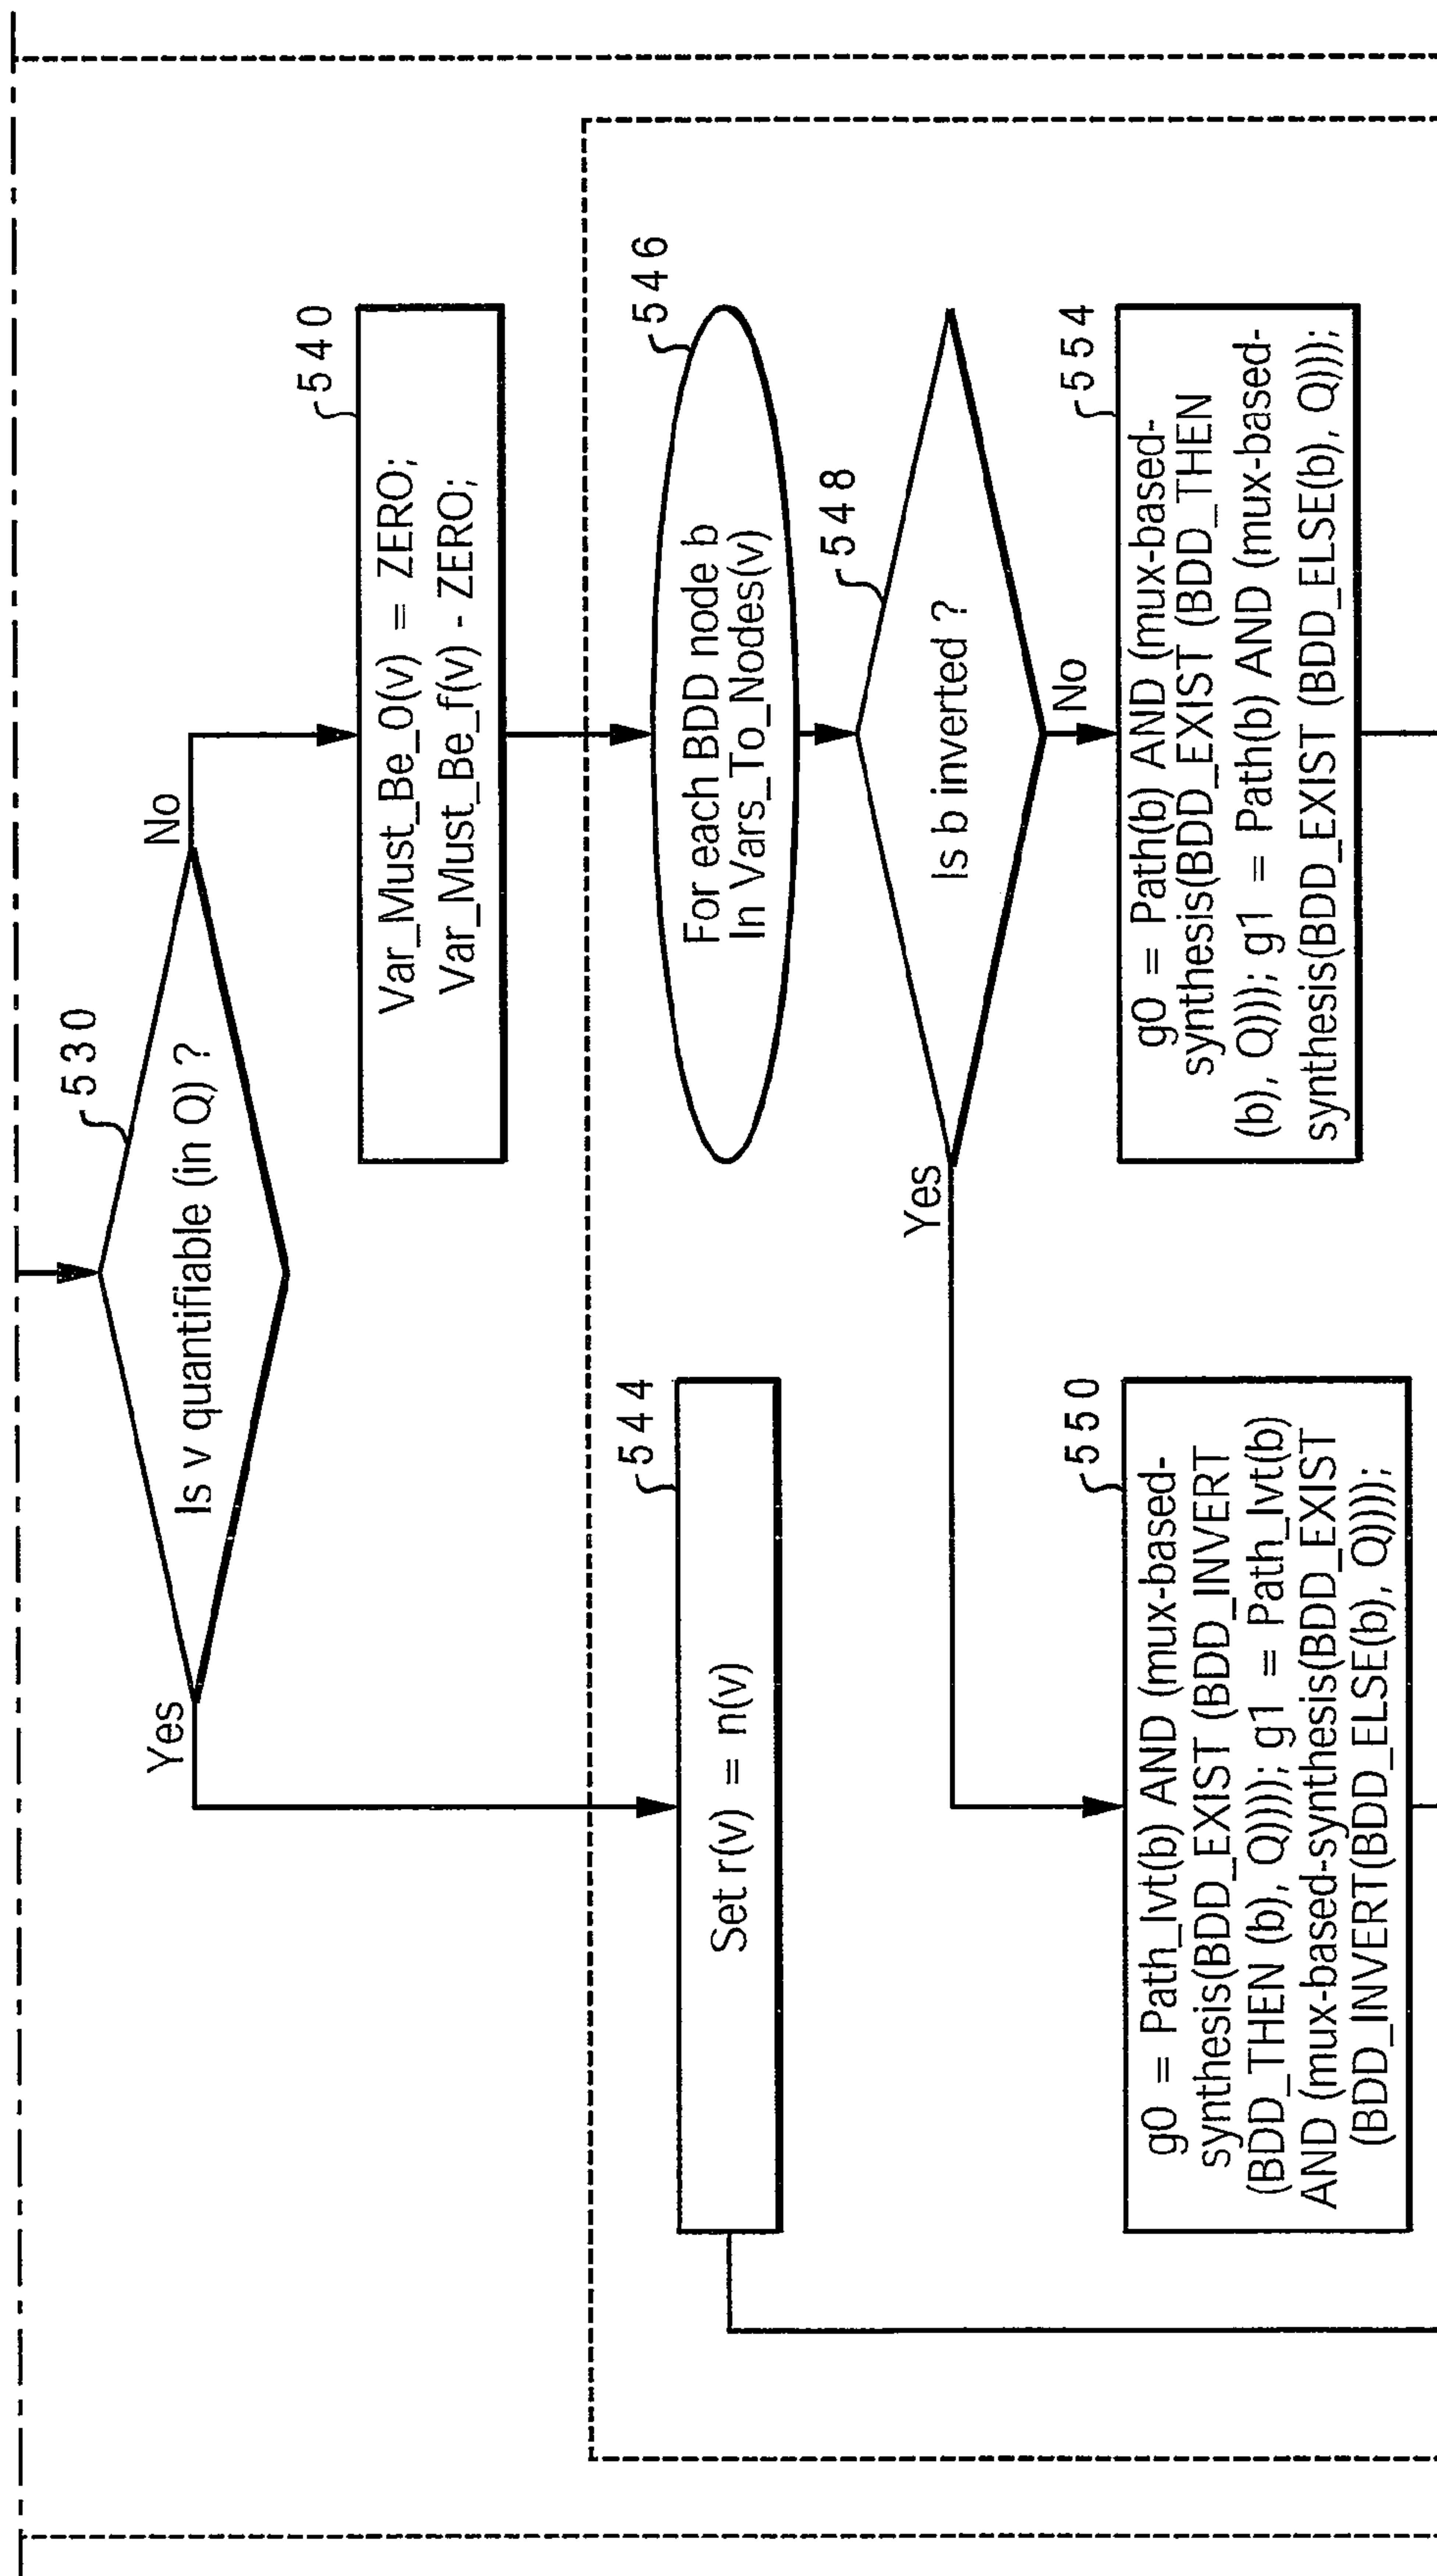 530
Is v quantifiable (in Q) ?
Yes
No
540
Var_Must_Be_0(v) = ZERO;
Var_Must_Be_f(v) - ZERO;
544
Set r(v) = n(v)
546
For each BDD node b
In Vars_To_Nodes(v)
548
Is b inverted ?
Yes
No
550
g0 = Path_Ivt(b) AND (mux-based-
synthesis(BDD_EXIST (BDD_INVERT
(BDD_THEN (b), Q)))); g1 = Path_Ivt(b)
AND (mux-based-synthesis(BDD_EXIST
(BDD_INVERT(BDD_ELSE(b), Q)))));
554
g0 = Path(b) AND (mux-based-
synthesis(BDD_EXIST (BDD_THEN
(b), Q))); g1 = Path(b) AND (mux-based-
synthesis(BDD_EXIST (BDD_ELSE(b), Q))));